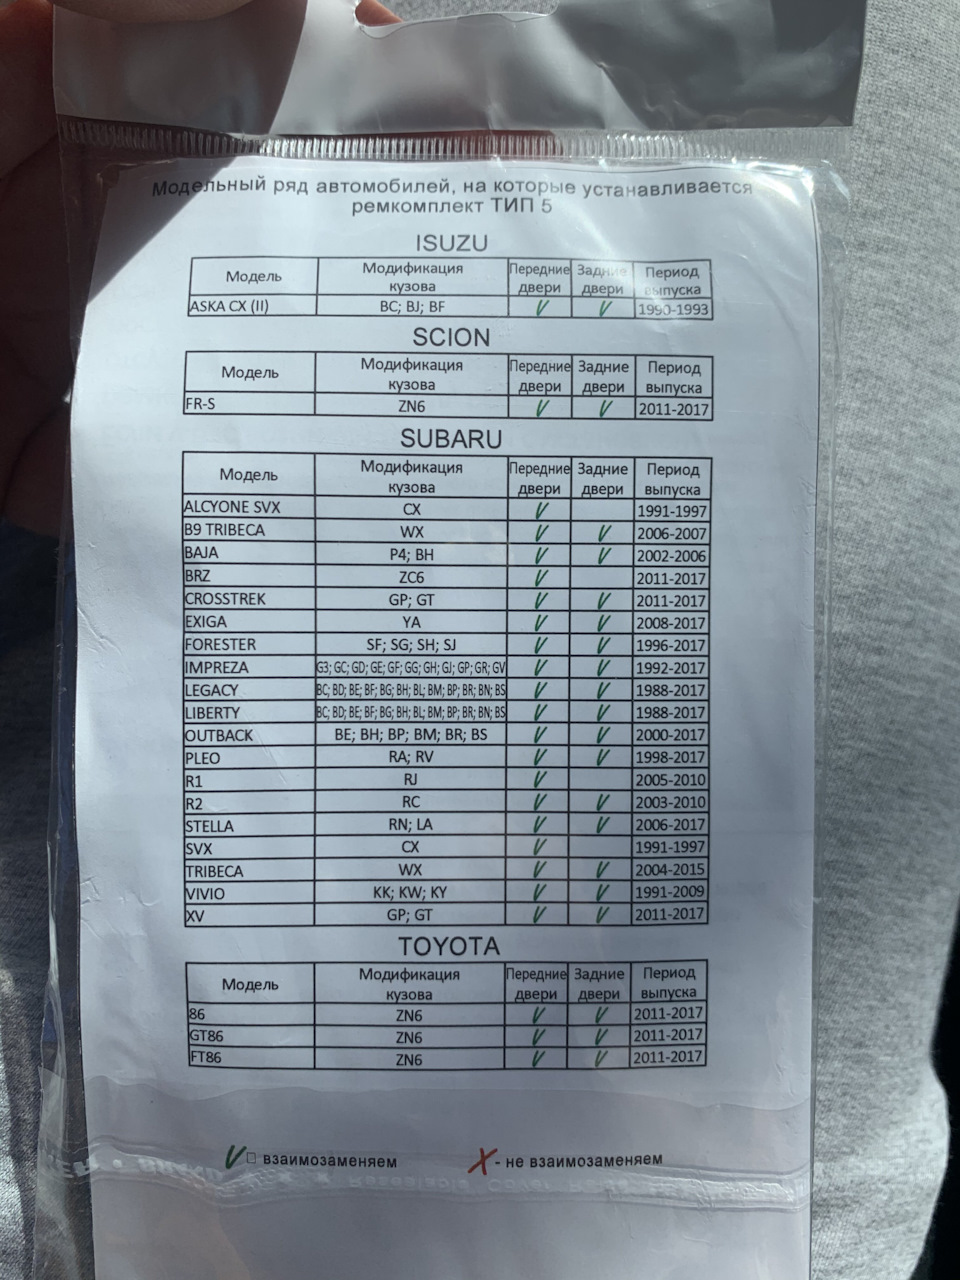 Модельный ряд автомобилей, на которые устанавливается
ремкомплект ТИП 5
ISUZU
Модель Модификация кузова Передние двери Задние двери Период выпуска
ASKA CX (II) BC; BJ; BF V V 1990-1993
SCION
Модель Модификация кузова Передние двери Задние двери Период выпуска
FR-S ZN6 V V 2011-2017
SUBARU
Модель Модификация кузова Передние двери Задние двери Период выпуска
ALCYONE SVX CX V 1991-1997
B9 TRIBECA WX V V 2006-2007
BAJA P4; BH V V 2002-2006
BRZ ZC6 V 2011-2017
CROSSTREK GP; GT V V 2011-2017
EXIGA YA V V 2008-2017
FORESTER SF; SG; SH; SJ V V 1996-2017
IMPREZA G3; GC; GD; GE; GF; GG; GH; GJ; GP; GR; GV V V 1992-2017
LEGACY BC; BD; BE; BF; BG; BH; BL; BM; BP; BR; BN; BS V V 1988-2017
LIBERTY BC; BD; BE; BF; BG; BH; BL; BM; BP; BR; BN; BS V V 1988-2017
OUTBACK BE; BH; BP; BM; BR; BS V V 2000-2017
PLEO RA; RV V V 1998-2017
R1 RJ V 2005-2010
R2 RC V V 2003-2010
STELLA RN; LA V V 2006-2017
SVX CX V 1991-1997
TRIBECA WX V V 2004-2015
VIVIO KK; KW; KY V V 1991-2009
XV GP; GT V V 2011-2017
TOYOTA
Модель Модификация кузова Передние двери Задние двери Период выпуска
86 ZN6 V V 2011-2017
GT86 ZN6 V V 2011-2017
FT86 ZN6 V V 2011-2017
V взаимозаменяем X - не взаимозаменяем